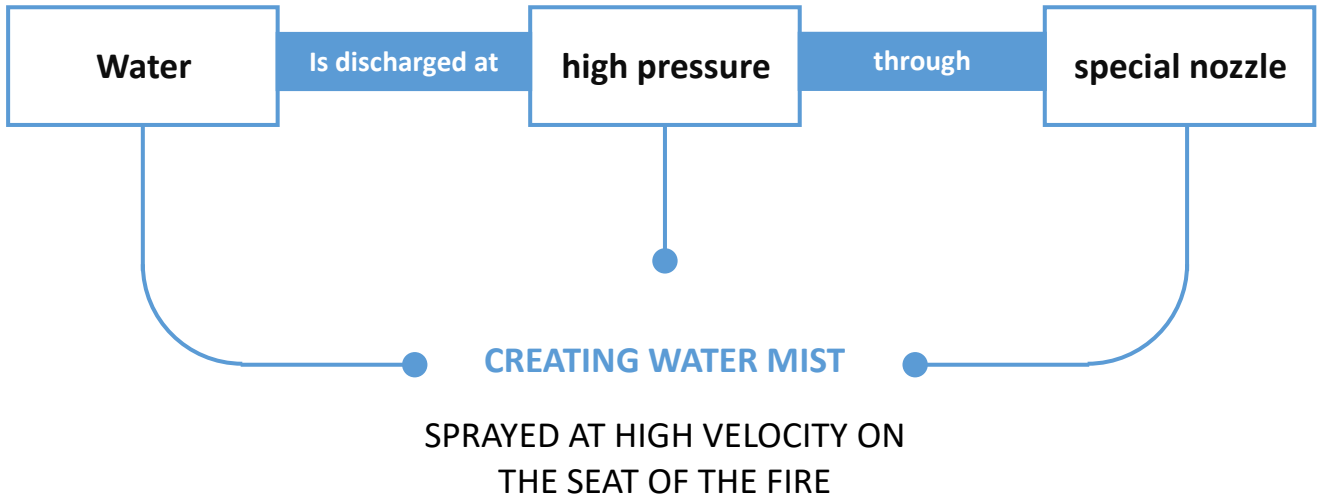 Water
Is discharged at
high pressure
through
special nozzle
CREATING WATER MIST
SPRAYED AT HIGH VELOCITY ON
THE SEAT OF THE FIRE